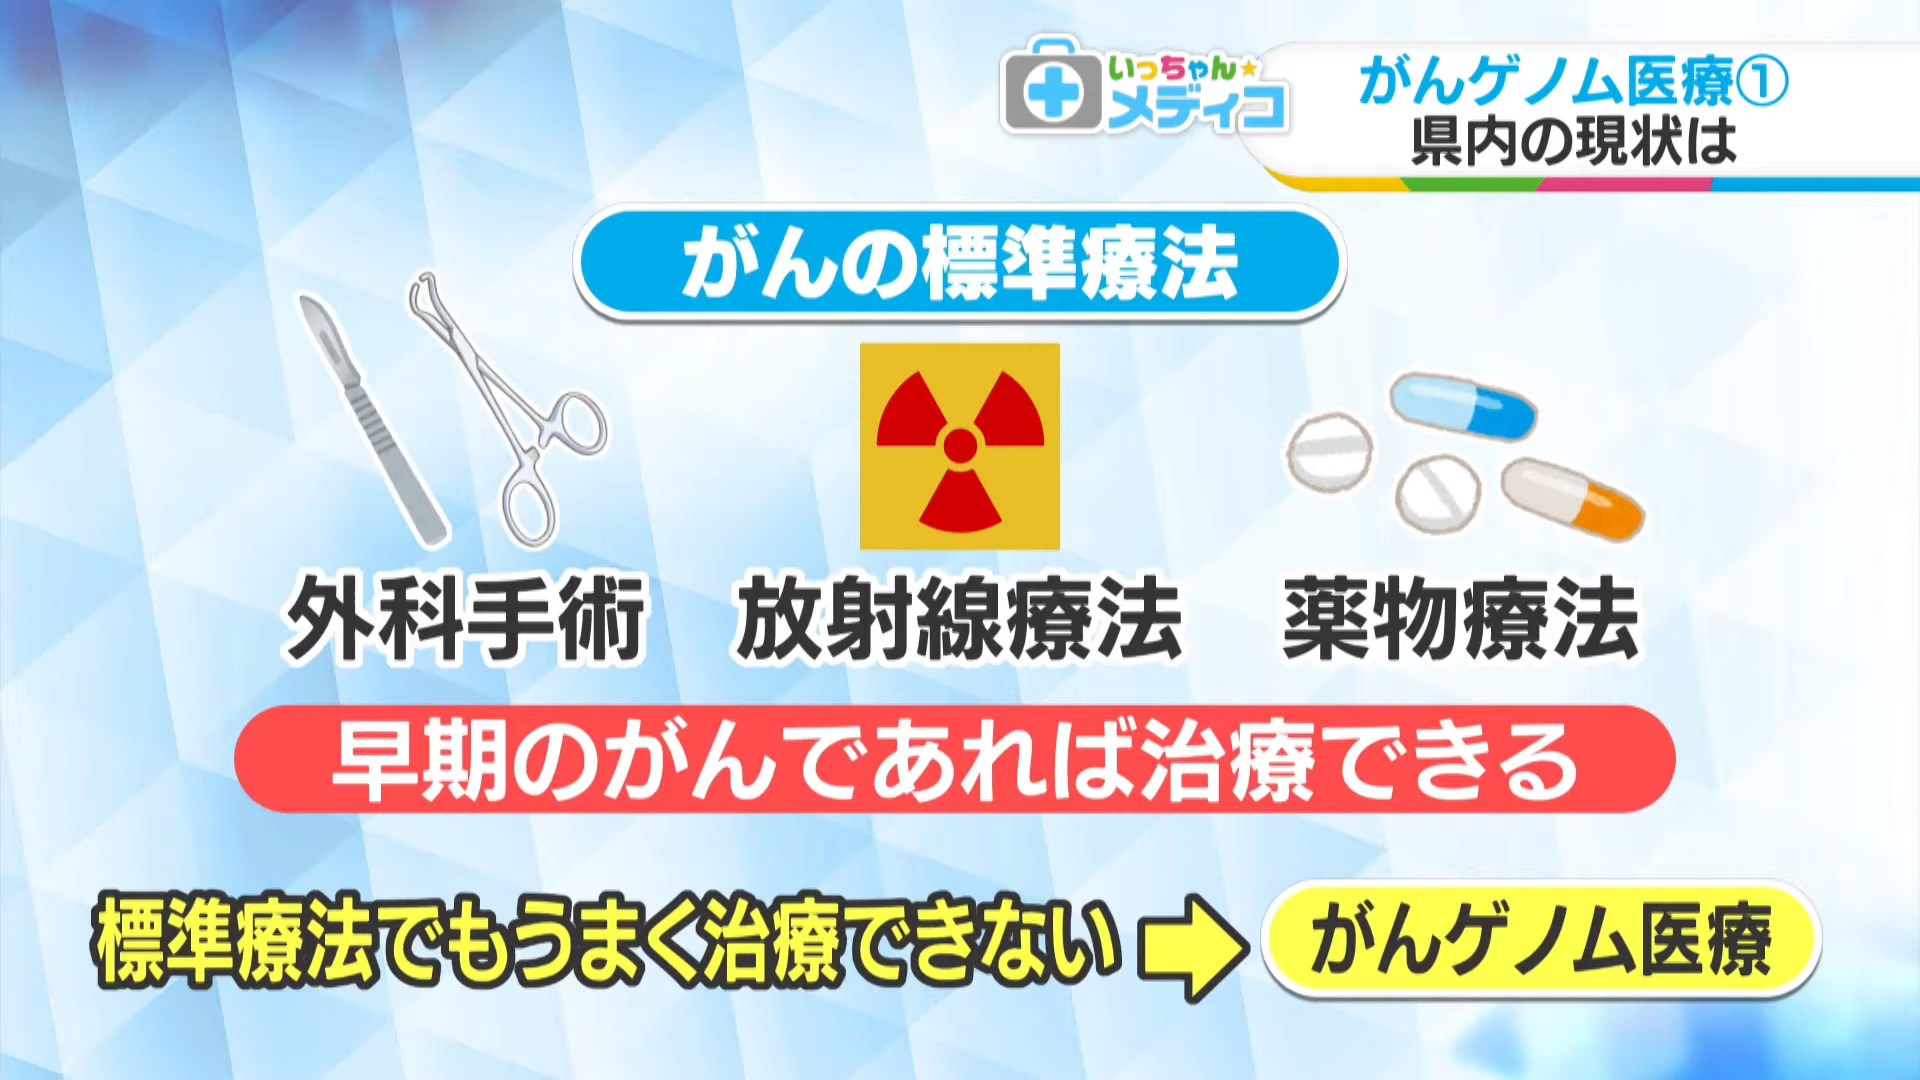 いっちゃん★
メディコ
がんゲノム医療①
県内の現状は
がんの標準療法
外科手術
放射線療法
薬物療法
早期のがんであれば治療できる
標準療法でもうまく治療できない
がんゲノム医療